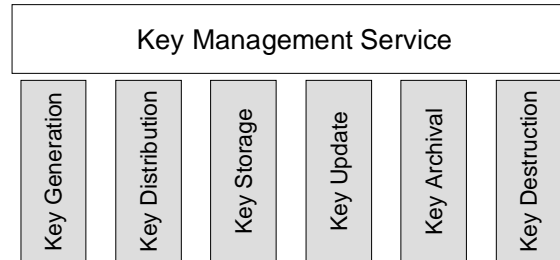 Key Management Service
Key Generation
Key Distribution
Key Storage
Key Update
Key Archival
Key Destruction